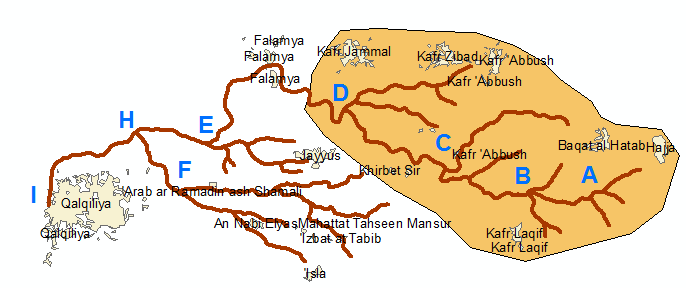 Falamya
Falamya
Falamya
Kafr Jammal
Kafr Zibad
Kafr 'Abbush
Kafr 'Abbush
D
H
E
C
Baqat al Hatab
Hajja
Jayyus
Kafr 'Abbush
Khirbet Sir
F
B
A
I
Arab ar Ramadin ash Shamali
Qalqiliya
An Nabi Elyas
Mahattat Tahseen Mansur
Qalqiliya
'Izbat at Tabib
Kafr Laqif
Kafr Laqif
'Isla